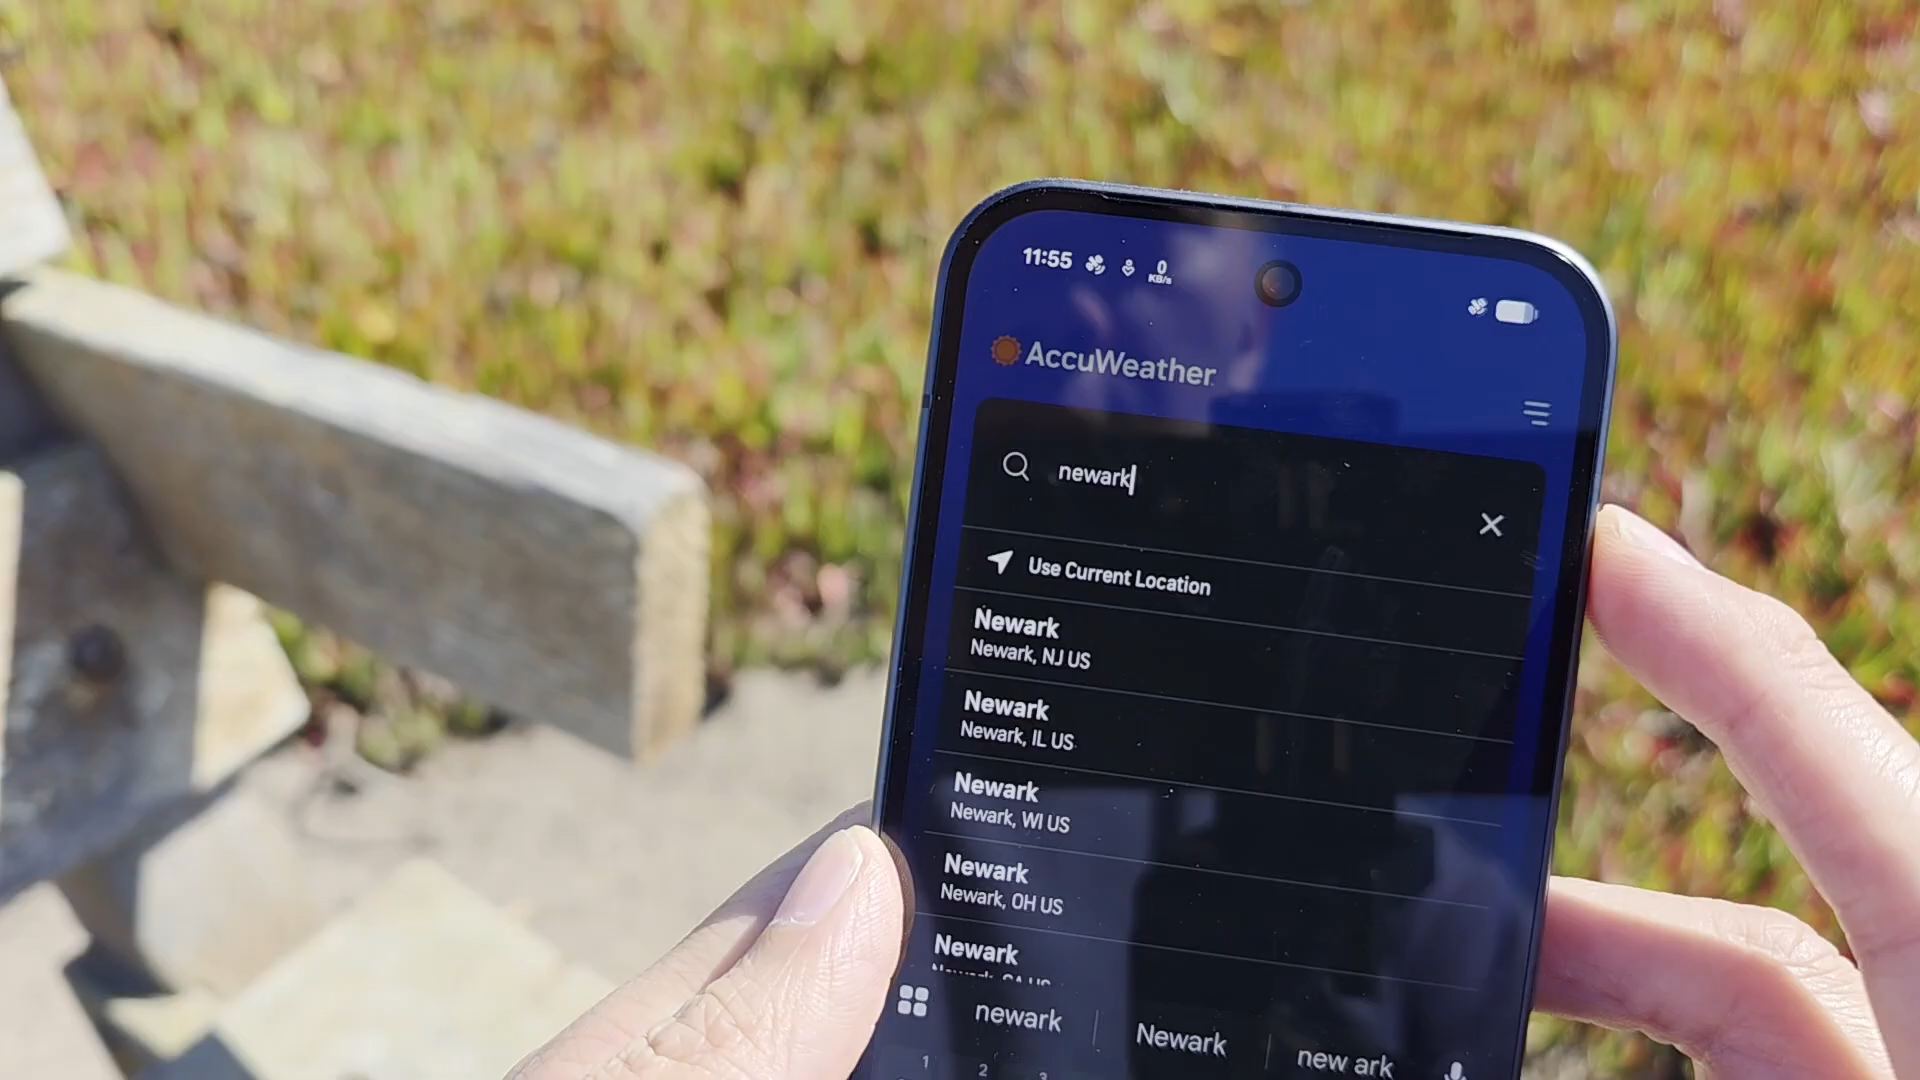 11:55
0
KB/s
AccuWeather
newark
Use Current Location
Newark
Newark, NJ US
Newark
Newark, IL US
Newark
Newark, WI US
Newark
Newark, OH US
Newark
newark Newark new ark
1 2 3